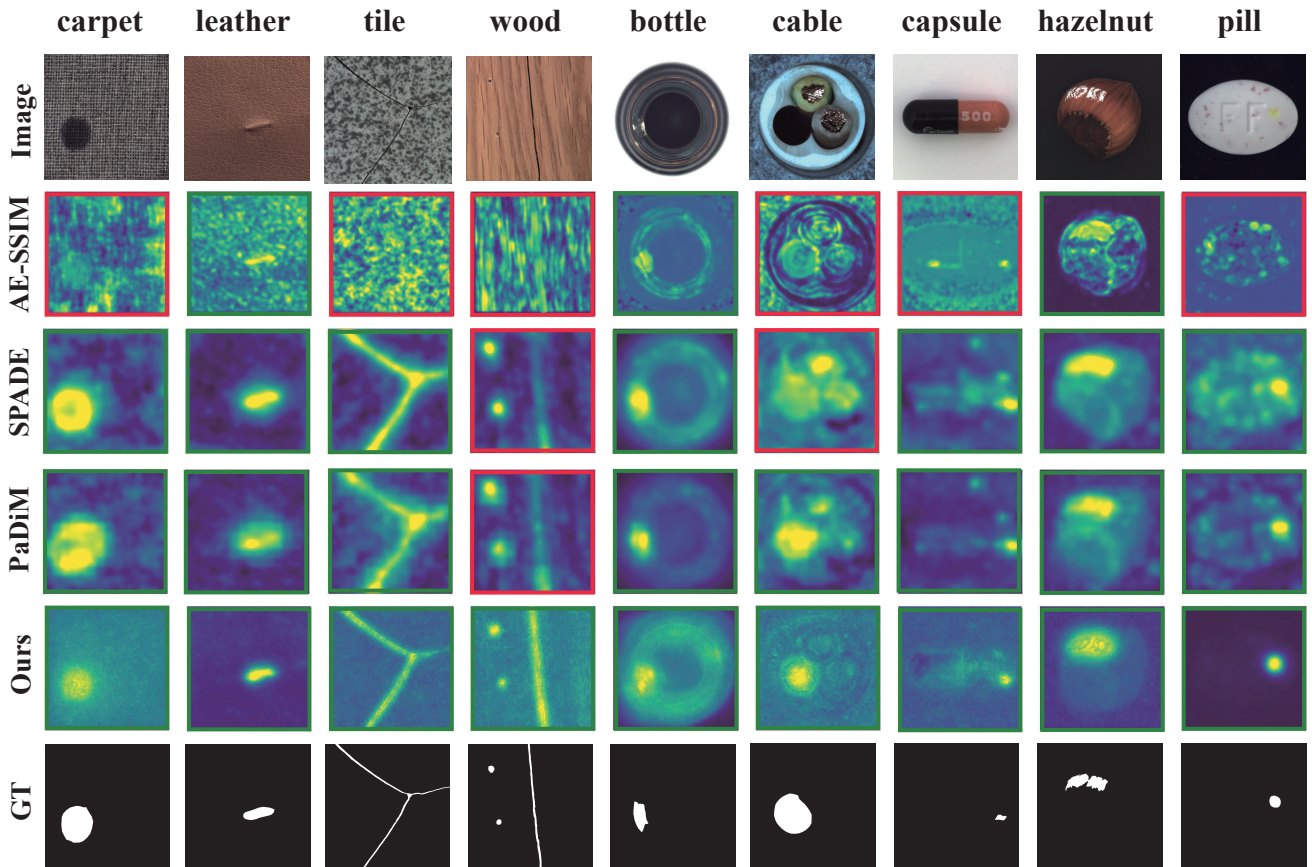 carpet leather tile wood bottle cable capsule hazelnut pill
Image
500
FF
AE-SSIM
SPADE
PaDiM
Ours
GT